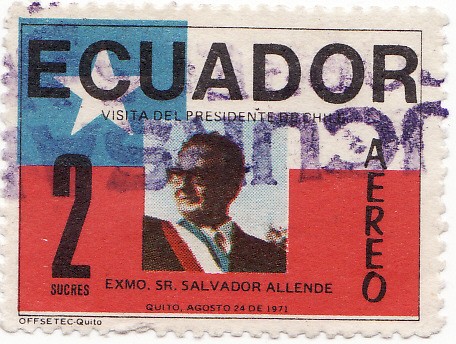 ECUADOR
VISITA DEL PRESIDENTE DE CHILE
AEREO
2
SUCRES
EXMO. SR. SALVADOR ALLENDE
QUITO, AGOSTO 24 DE 1971
OFFSETEC-Quito